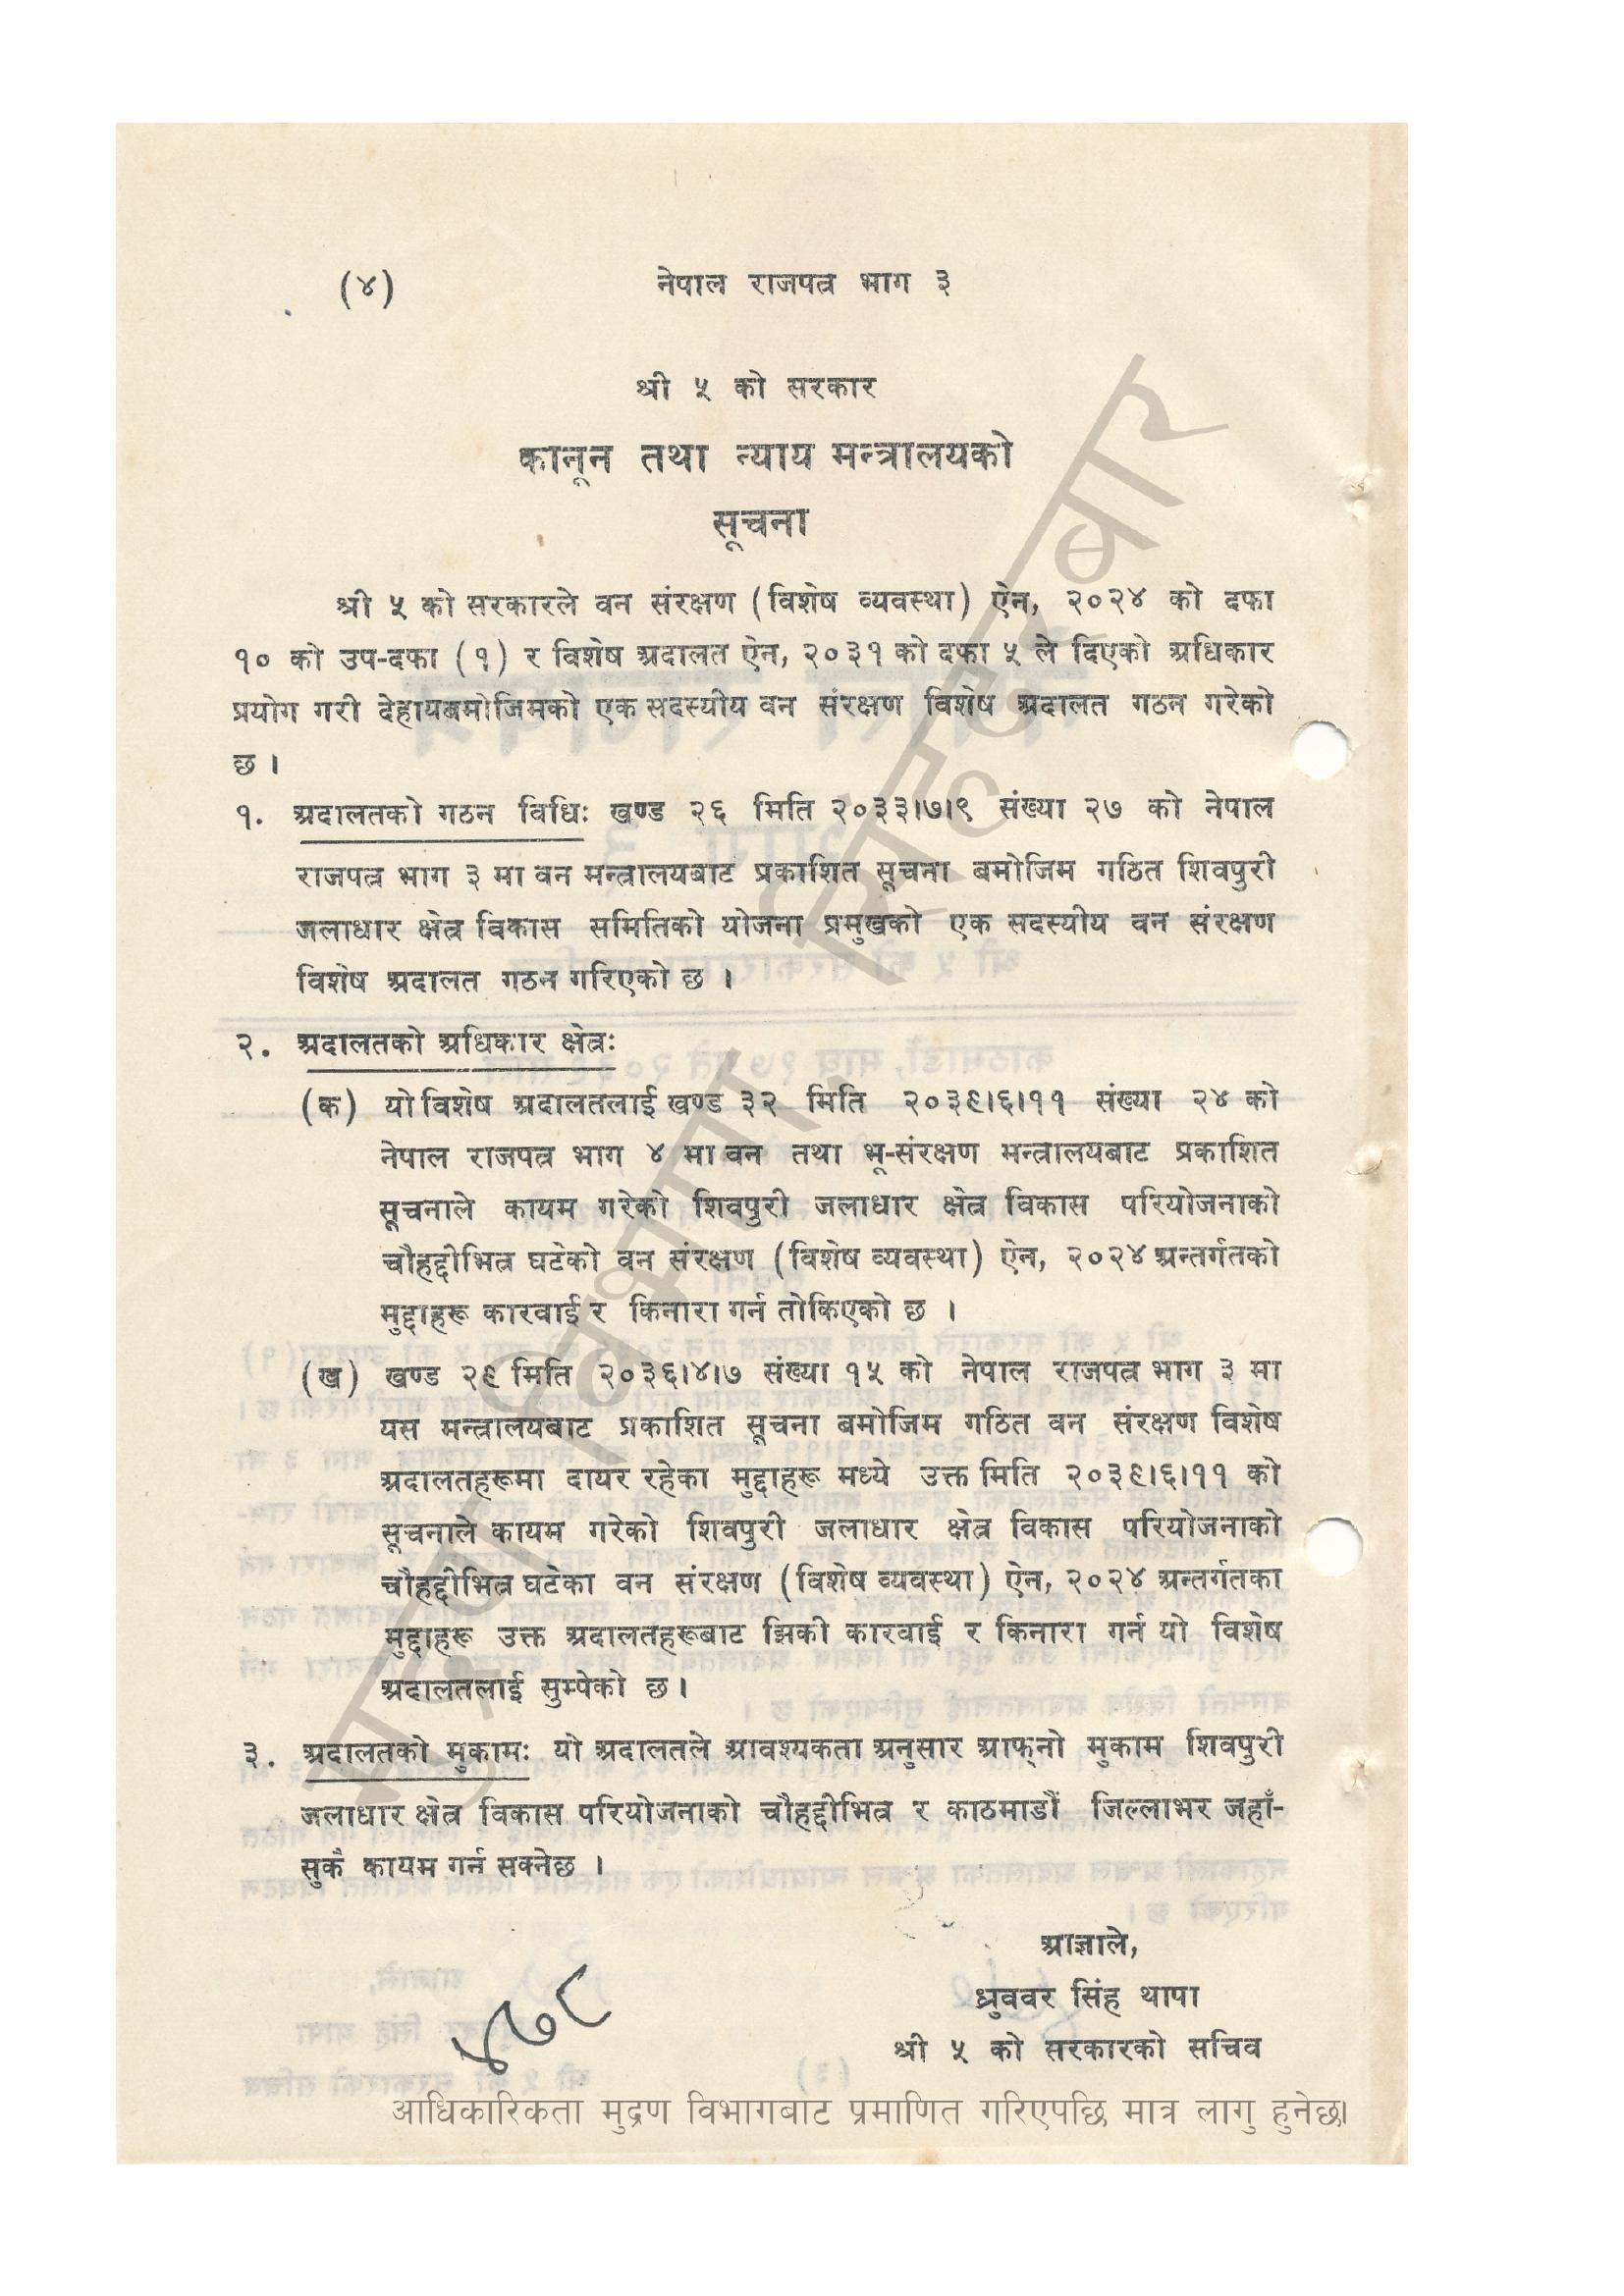 (४) नेपाल राजपत्र भाग ३
श्री ५ को सरकार
कानून तथा न्याय मन्त्रालयको
सूचना
श्री ५ को सरकारले वन संरक्षण (विशेष व्यवस्था) ऐन, २०२४ को दफा
१० को उप-दफा (१) र विशेष अदालत ऐन, २०३१ को दफा ५ ले दिएको अधिकार
प्रयोग गरी देहायबमोजिमको एक सदस्यीय वन संरक्षण विशेष अदालत गठन गरेको
छ ।
१. अदालतको गठन विधिः खण्ड २६ मिति २०३३।७।९ संख्या २७ को नेपाल
राजपत्र भाग ३ मा वन मन्त्रालयबाट प्रकाशित सूचना बमोजिम गठित शिवपुरी
जलाधार क्षेत्र विकास समितिको योजना प्रमुखको एक सदस्यीय वन संरक्षण
विशेष अदालत गठन गरिएको छ ।
२. अदालतको अधिकार क्षेत्रः
(क) यो विशेष अदालतलाई खण्ड ३२ मिति २०३९।६।११ संख्या २४ को
नेपाल राजपत्र भाग ४ मा वन तथा भू-संरक्षण मन्त्रालयबाट प्रकाशित
सूचनाले कायम गरेको शिवपुरी जलाधार क्षेत्र विकास परियोजनाको
चौहद्दीभित्र घटेको वन संरक्षण (विशेष व्यवस्था) ऐन, २०२४ अन्तर्गतको
मुद्दाहरू कारवाई र किनारा गर्न तोकिएको छ ।
(ख) खण्ड २९ मिति २०३६।४।७ संख्या १५ को नेपाल राजपत्र भाग ३ मा
यस मन्त्रालयबाट प्रकाशित सूचना बमोजिम गठित वन संरक्षण विशेष
अदालतहरूमा दायर रहेका मुद्दाहरू मध्ये उक्त मिति २०३९।६।११ को
सूचनाले कायम गरेको शिवपुरी जलाधार क्षेत्र विकास परियोजनाको
चौहद्दीभित्र घटेका वन संरक्षण (विशेष व्यवस्था) ऐन, २०२४ अन्तर्गतका
मुद्दाहरू उक्त अदालतहरूबाट झिकी कारवाई र किनारा गर्न यो विशेष
अदालतलाई सुम्पेको छ ।
३. अदालतको मुकामः यो अदालतले आवश्यकता अनुसार आफ्नो मुकाम शिवपुरी
जलाधार क्षेत्र विकास परियोजनाको चौहद्दीभित्र र काठमाडौं जिल्लाभर जहाँ-
सुकै कायम गर्न सक्नेछ ।
आज्ञाले,
ध्रुववर सिंह थापा
श्री ५ को सरकारको सचिव
४७८
आधिकारिकता मुद्रण विभागबाट प्रमाणित गरिएपछि मात्र लागु हुनेछ।
मुद्रण विभाग, सिंहदरबार